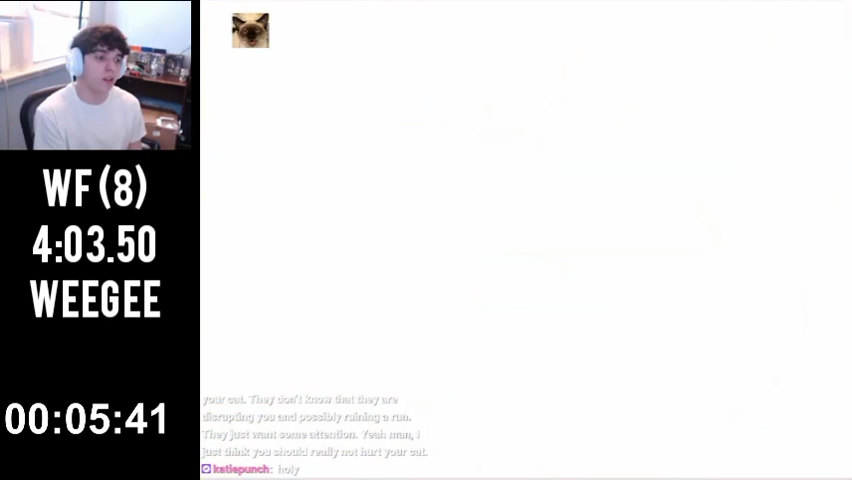 WF (8)
4:03.50
WEEGEE
00:05:41
your cat. They don't know that they are
disrupting you and possibly ruining a run.
They just want some attention. Yeah man, I
just think you should really not hurt your cat.
katiepunch: holy